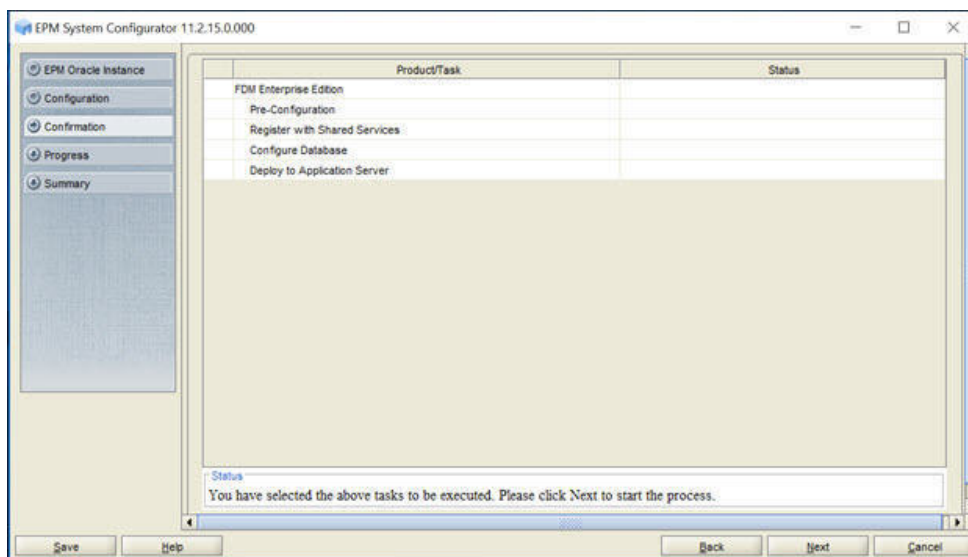 EPM System Configurator 11.2.15.0.000
EPM Oracle Instance
Configuration
Confirmation
Progress
Summary
Product/Task Status
FDM Enterprise Edition
Pre-Configuration
Register with Shared Services
Configure Database
Deploy to Application Server
Status
You have selected the above tasks to be executed. Please click Next to start the process.
Save Help Back Next Cancel